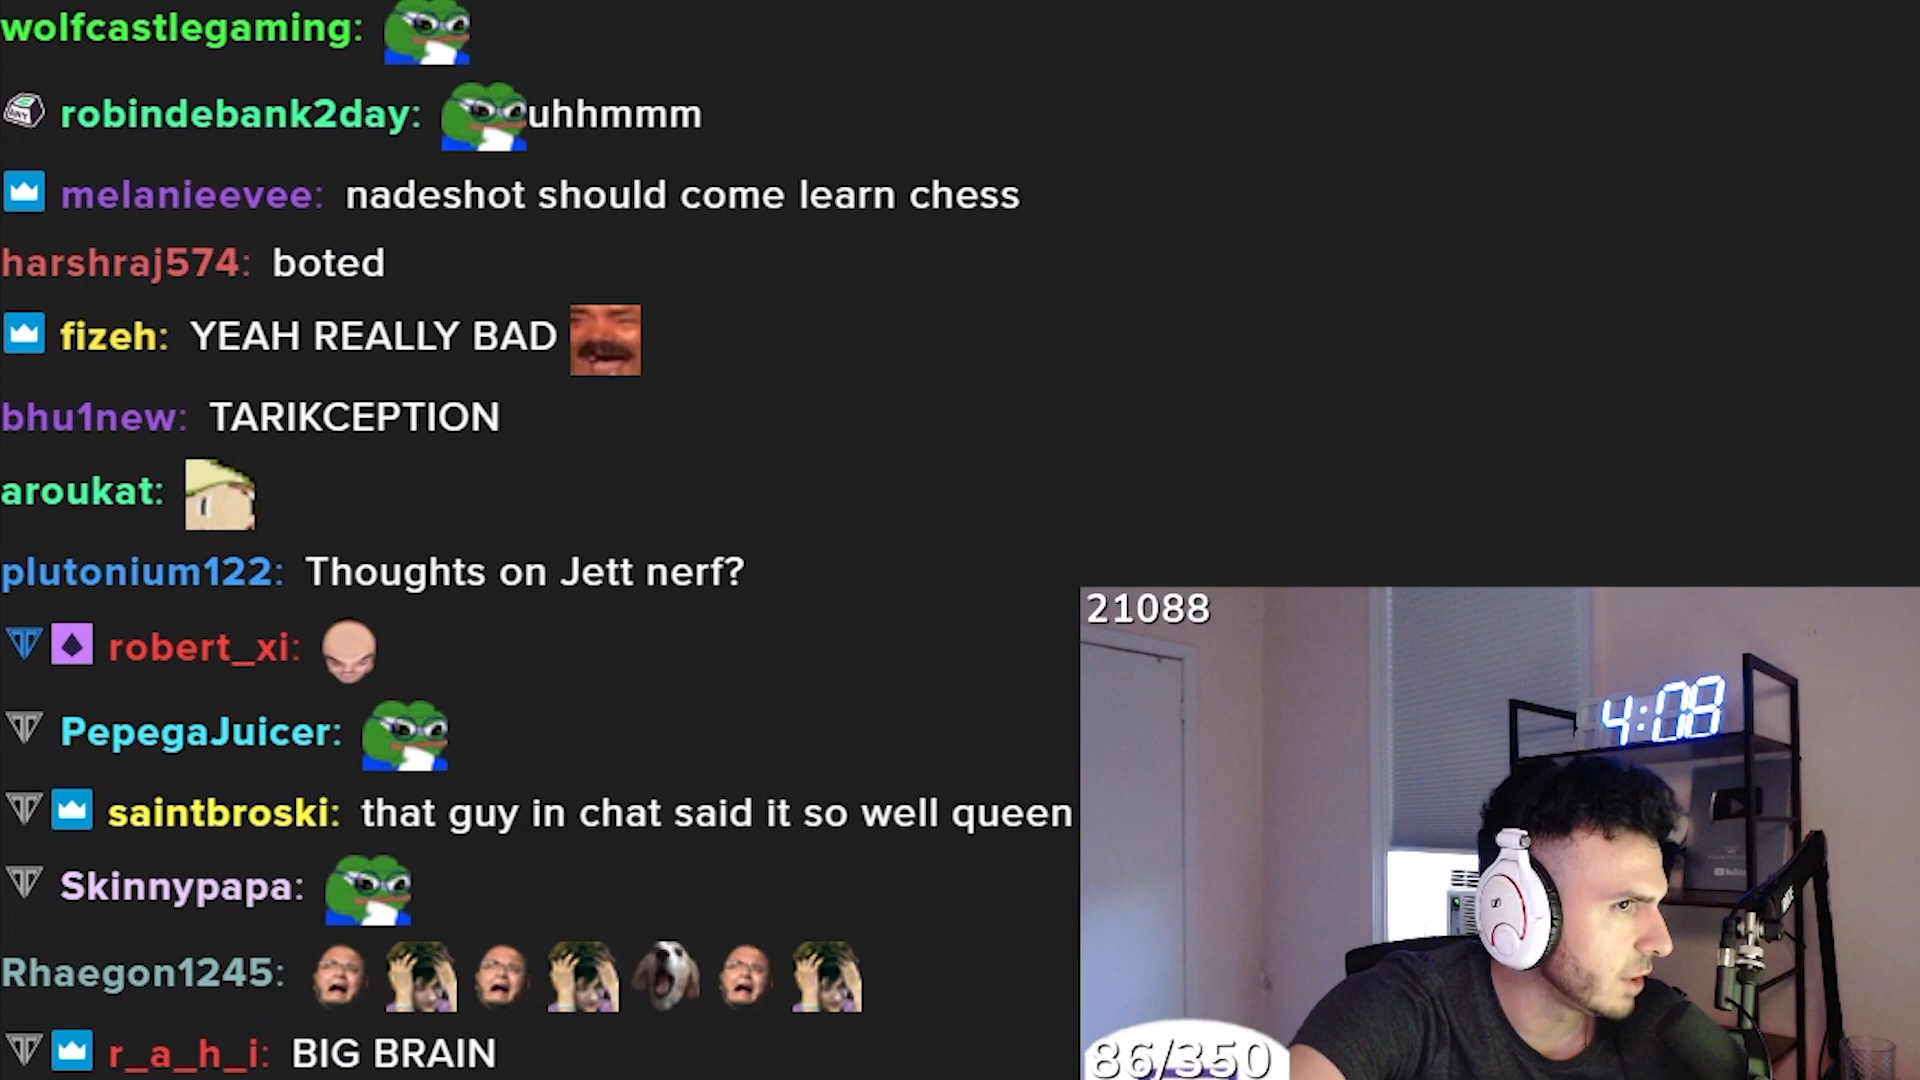 wolfcastlegaming:
robindebank2day: uhhmmm
melanieevee: nadeshot should come learn chess
harshraj574: boted
fizeh: YEAH REALLY BAD
bhu1new: TARIKCEPTION
aroukat:
plutonium122: Thoughts on Jett nerf?
robert_xi:
PepegaJuicer:
saintbroski: that guy in chat said it so well queen
Skinnypapa:
Rhaegon1245:
r_a_h_i: BIG BRAIN
21088
4:08
86/350